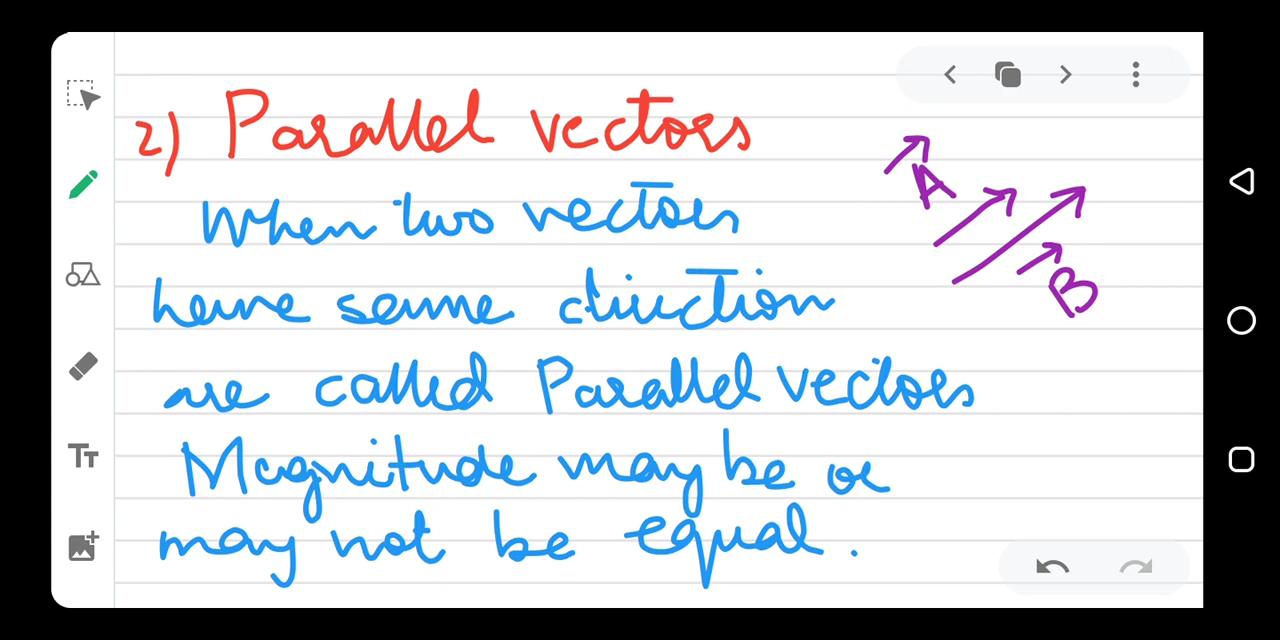 2) Parallel vectors
A
When two vectors
have same direction
B
are called Parallel vectors
Magnitude may be or
may not be equal.
TT